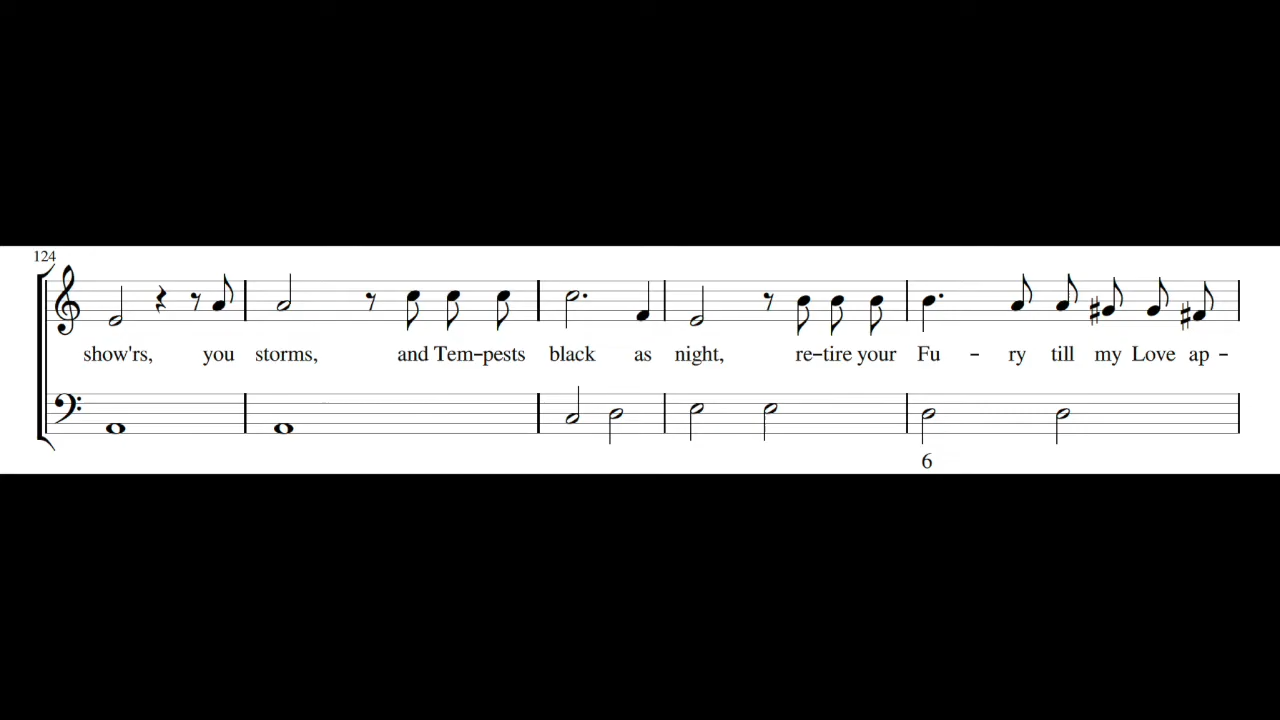 124
show'rs, you storms, and Tem-pests black as night, re-tire your Fu - ry till my Love ap -
6